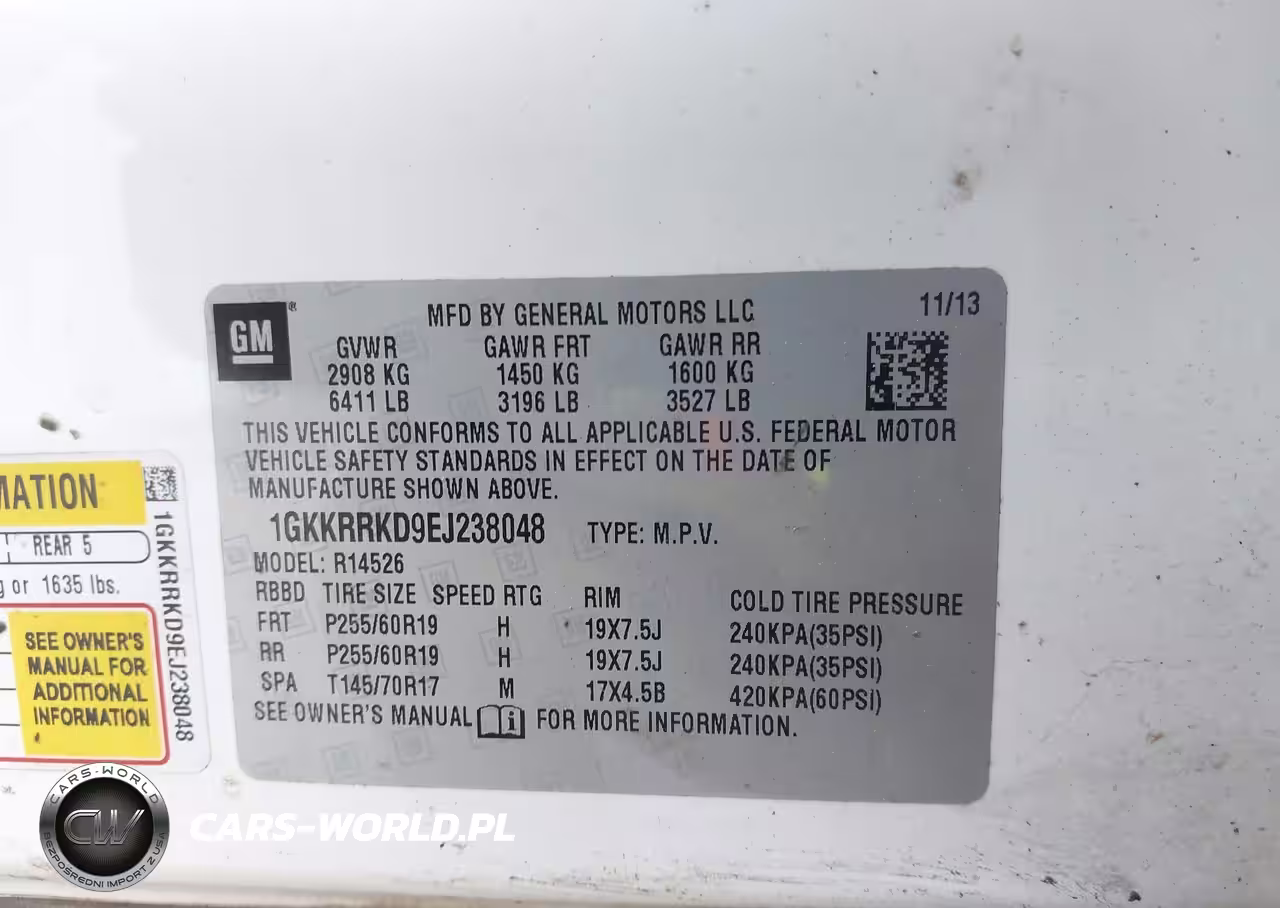 GM
®
MFD BY GENERAL MOTORS LLC
11/13
GVWR GAWR FRT GAWR RR
2908 KG 1450 KG 1600 KG
6411 LB 3196 LB 3527 LB
THIS VEHICLE CONFORMS TO ALL APPLICABLE U.S. FEDERAL MOTOR
VEHICLE SAFETY STANDARDS IN EFFECT ON THE DATE OF
MANUFACTURE SHOWN ABOVE.
1GKKRRKD9EJ238048 TYPE: M.P.V.
MODEL: R14526
RBBD TIRE SIZE SPEED RTG RIM COLD TIRE PRESSURE
FRT P255/60R19 H 19X7.5J 240KPA(35PSI)
RR P255/60R19 H 19X7.5J 240KPA(35PSI)
SPA T145/70R17 M 17X4.5B 420KPA(60PSI)
SEE OWNER'S MANUAL i FOR MORE INFORMATION.
MATION
REAR 5
g or 1635 lbs.
SEE OWNER'S
MANUAL FOR
ADDITIONAL
INFORMATION
1GKKRRKD9EJ238048
CARS-WORLD
CW
BEZPOŚREDNI IMPORT Z USA
CARS-WORLD.PL